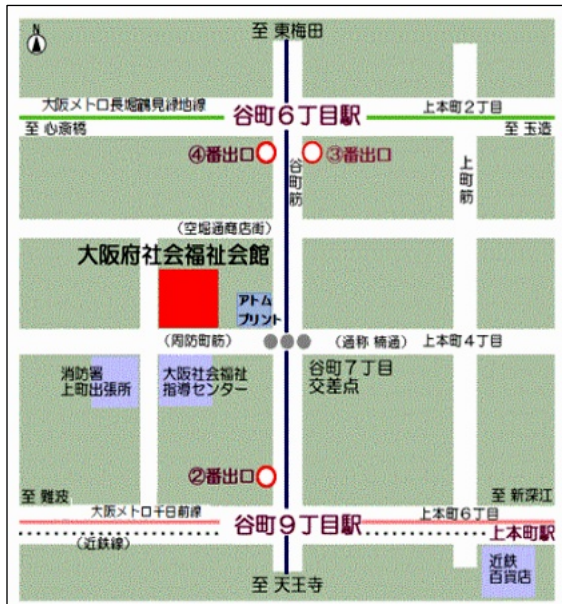 N
至 東梅田
大阪メトロ長堀鶴見緑地線
谷町6丁目駅
上本町2丁目
至 心斎橋
至 玉造
④番出口
③番出口
谷町筋
上町筋
(空堀通商店街)
大阪府社会福祉会館
アトム
プリント
(周防町筋)
(通称 楠通)
上本町4丁目
消防署
上町出張所
大阪社会福祉
指導センター
谷町7丁目
交差点
②番出口
至 難波
至 新深江
大阪メトロ千日前線
谷町9丁目駅
上本町6丁目
(近鉄線)
上本町駅
近鉄
百貨店
至 天王寺